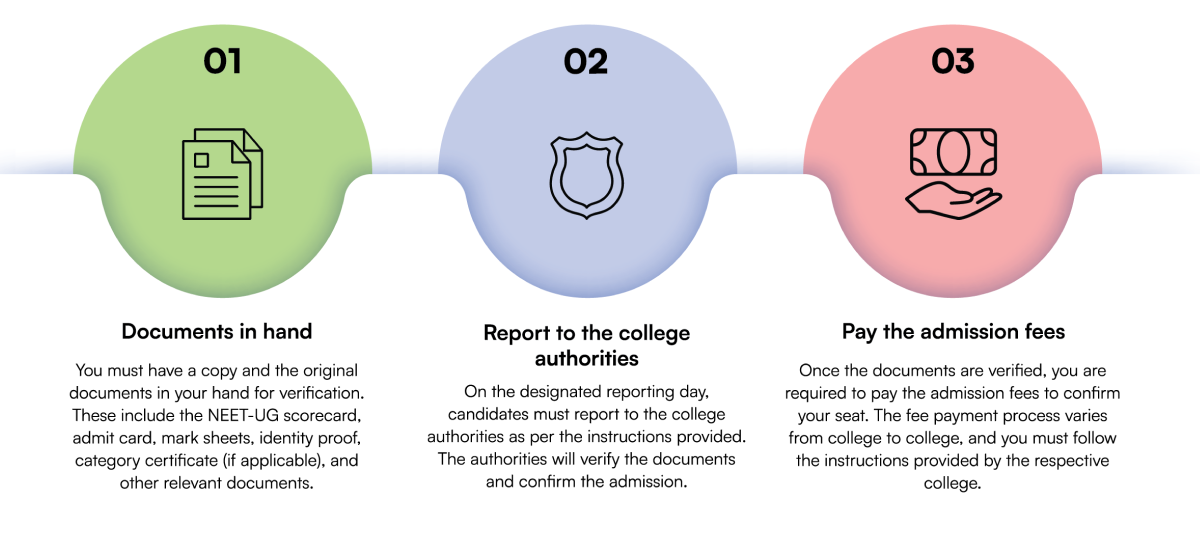 01
Documents in hand
You must have a copy and the original
documents in your hand for verification.
These include the NEET-UG scorecard,
admit card, mark sheets, identity proof,
category certificate (if applicable), and
other relevant documents.
02
Report to the college
authorities
On the designated reporting day,
candidates must report to the college
authorities as per the instructions provided.
The authorities will verify the documents
and confirm the admission.
03
Pay the admission fees
Once the documents are verified, you are
required to pay the admission fees to confirm
your seat. The fee payment process varies
from college to college, and you must follow
the instructions provided by the respective
college.